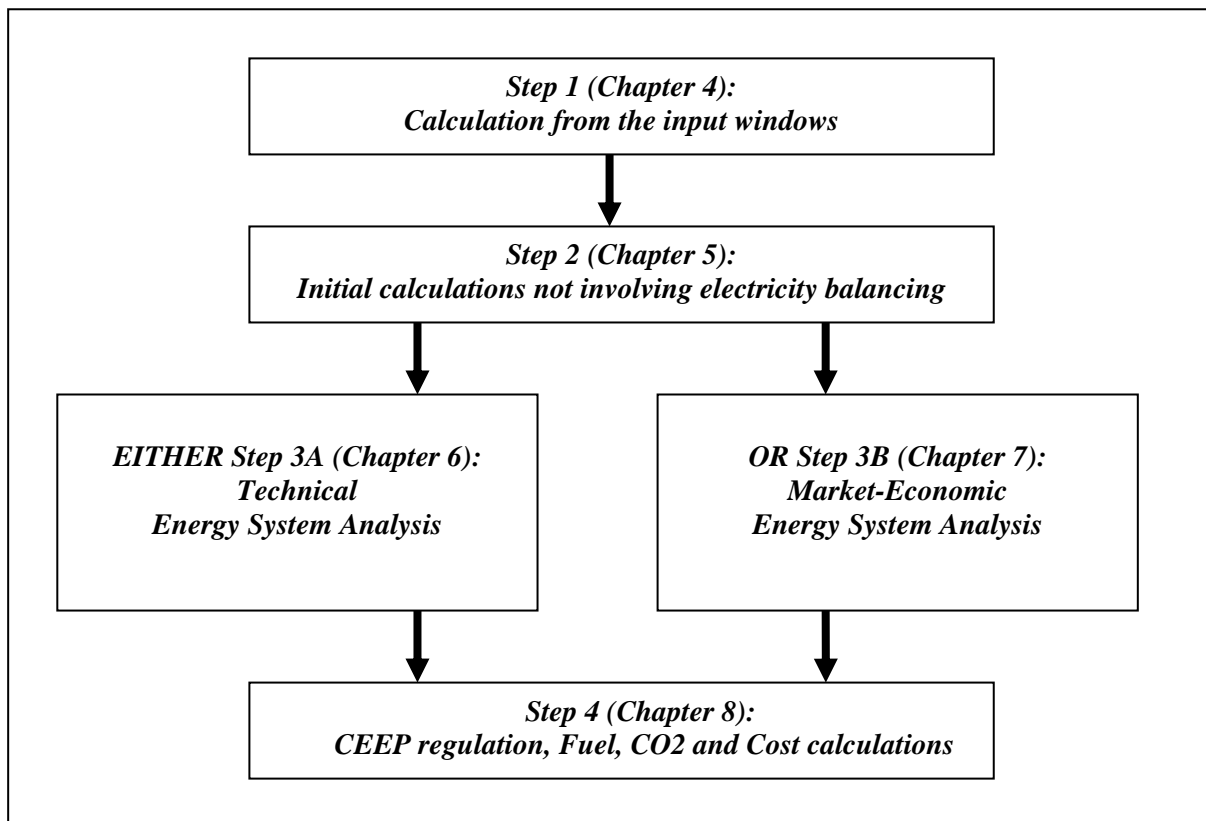 Step 1 (Chapter 4):
Calculation from the input windows
Step 2 (Chapter 5):
Initial calculations not involving electricity balancing
EITHER Step 3A (Chapter 6):
Technical
Energy System Analysis
OR Step 3B (Chapter 7):
Market-Economic
Energy System Analysis
Step 4 (Chapter 8):
CEEP regulation, Fuel, CO2 and Cost calculations